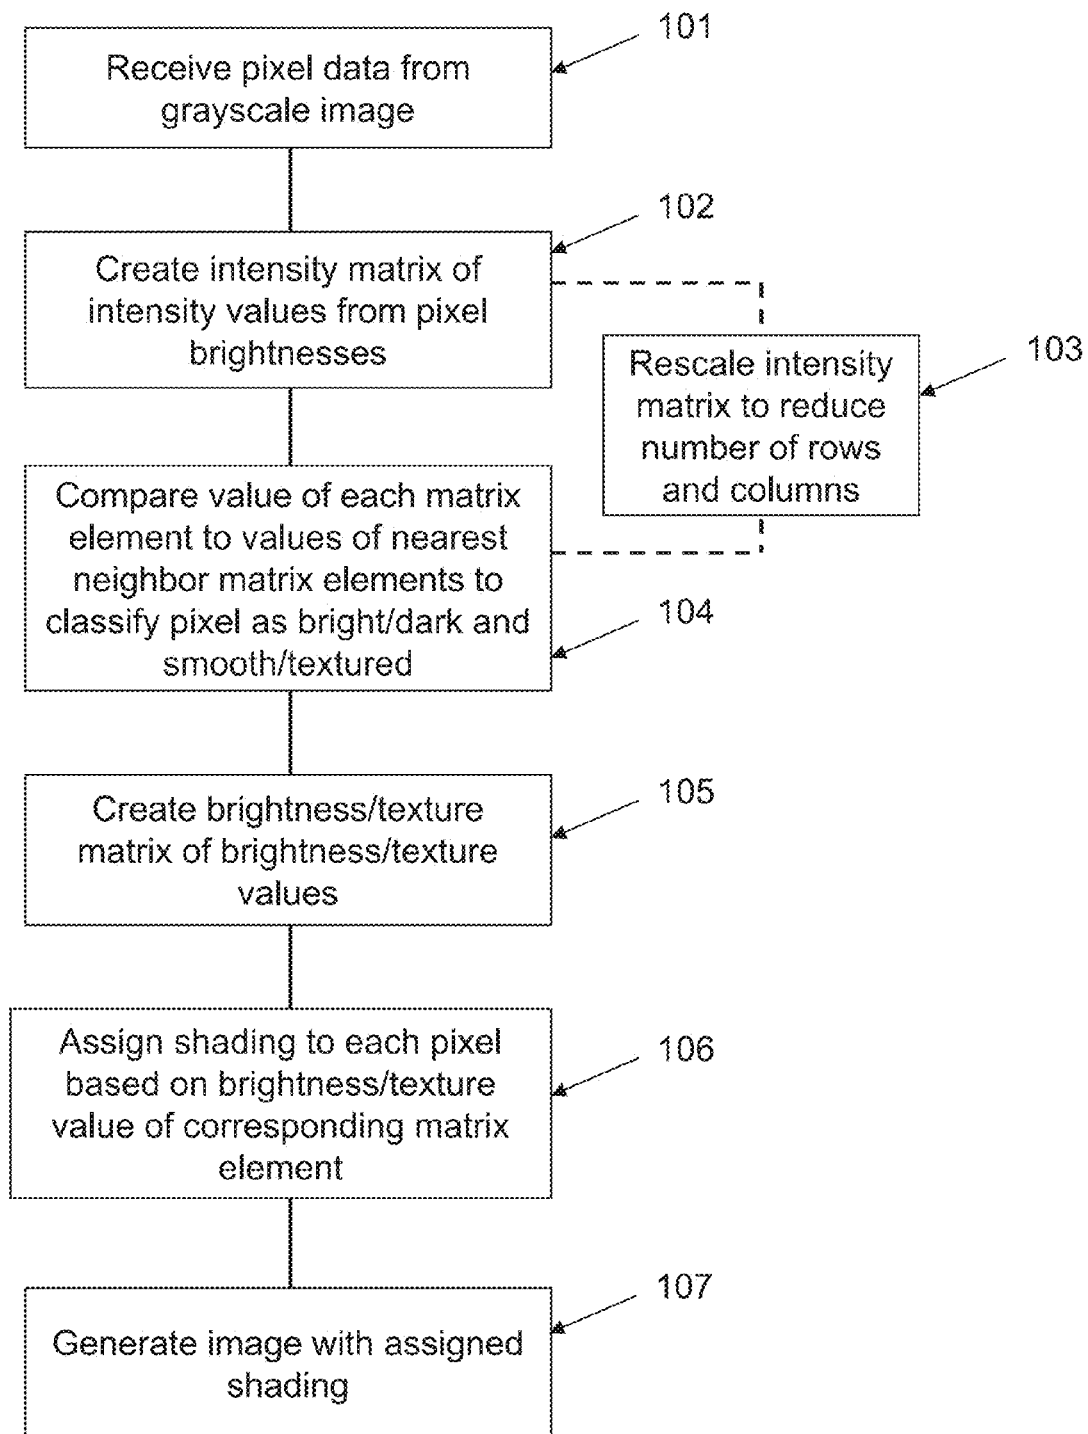 101
Receive pixel data from
grayscale image
102
Create intensity matrix of
intensity values from pixel
brightnesses
103
Rescale intensity
matrix to reduce
number of rows
and columns
Compare value of each matrix
element to values of nearest
neighbor matrix elements to
classify pixel as bright/dark and
smooth/textured
104
105
Create brightness/texture
matrix of brightness/texture
values
Assign shading to each pixel
based on brightness/texture
value of corresponding matrix
element
106
107
Generate image with assigned
shading